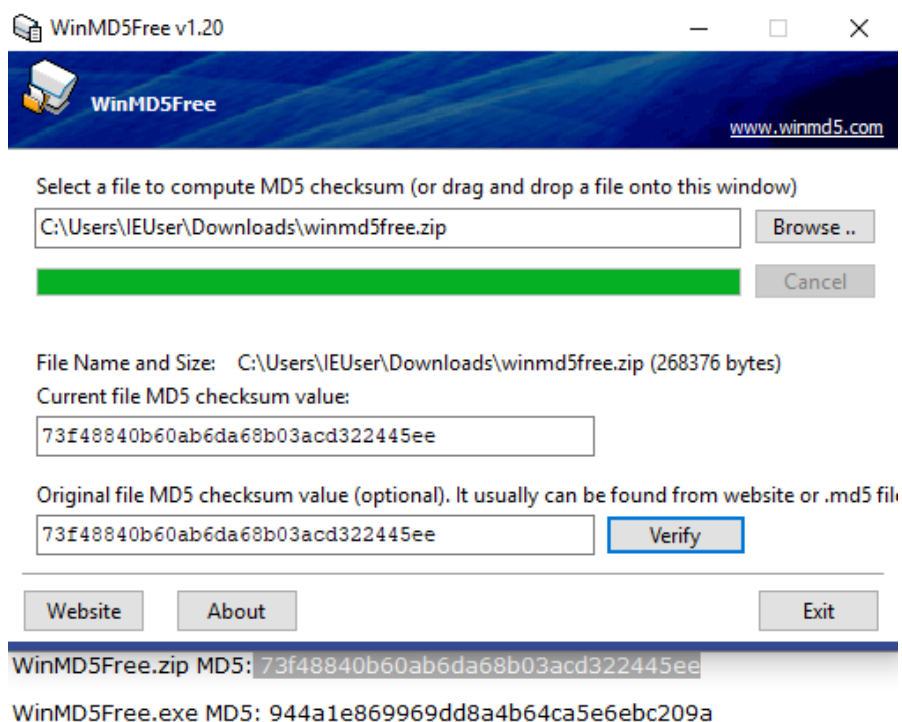 WinMD5Free v1.20
WinMD5Free
www.winmd5.com
Select a file to compute MD5 checksum (or drag and drop a file onto this window)
C:\Users\IEUser\Downloads\winmd5free.zip
Browse ..
Cancel
File Name and Size: C:\Users\IEUser\Downloads\winmd5free.zip (268376 bytes)
Current file MD5 checksum value:
73f48840b60ab6da68b03acd322445ee
Original file MD5 checksum value (optional). It usually can be found from website or .md5 file
73f48840b60ab6da68b03acd322445ee
Verify
Website
About
Exit
WinMD5Free.zip MD5: 73f48840b60ab6da68b03acd322445ee
WinMD5Free.exe MD5: 944a1e869969dd8a4b64ca5e6ebc209a